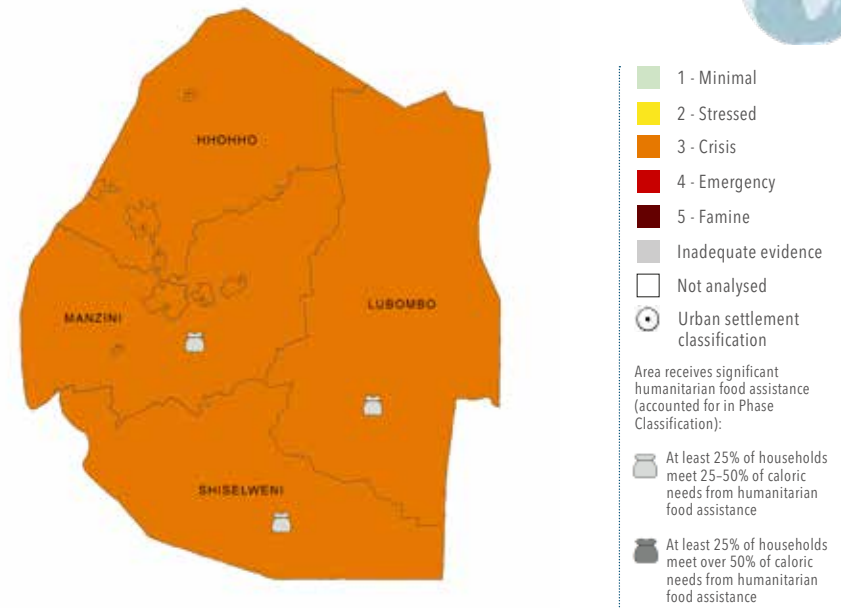 HHOHHO
MANZINI
LUBOMBO
SHISELWENI
1 - Minimal
2 - Stressed
3 - Crisis
4 - Emergency
5 - Famine
Inadequate evidence
Not analysed
Urban settlement
classification
Area receives significant
humanitarian food assistance
(accounted for in Phase
Classification):
At least 25% of households
meet 25–50% of caloric
needs from humanitarian
food assistance
At least 25% of households
meet over 50% of caloric
needs from humanitarian
food assistance